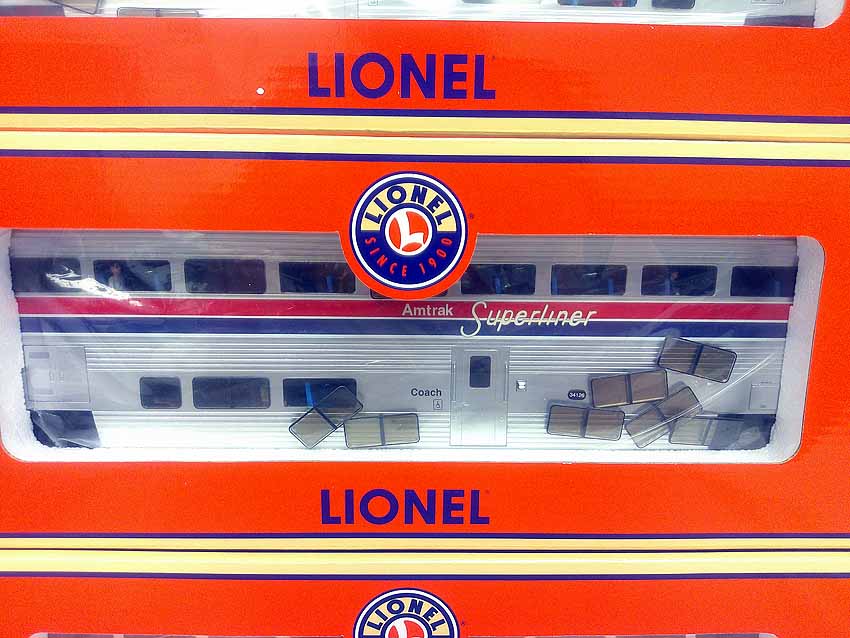 LIONEL
LIONEL
L
SINCE 1900
Amtrak Superliner
Coach
34126
LIONEL
LIONEL
L